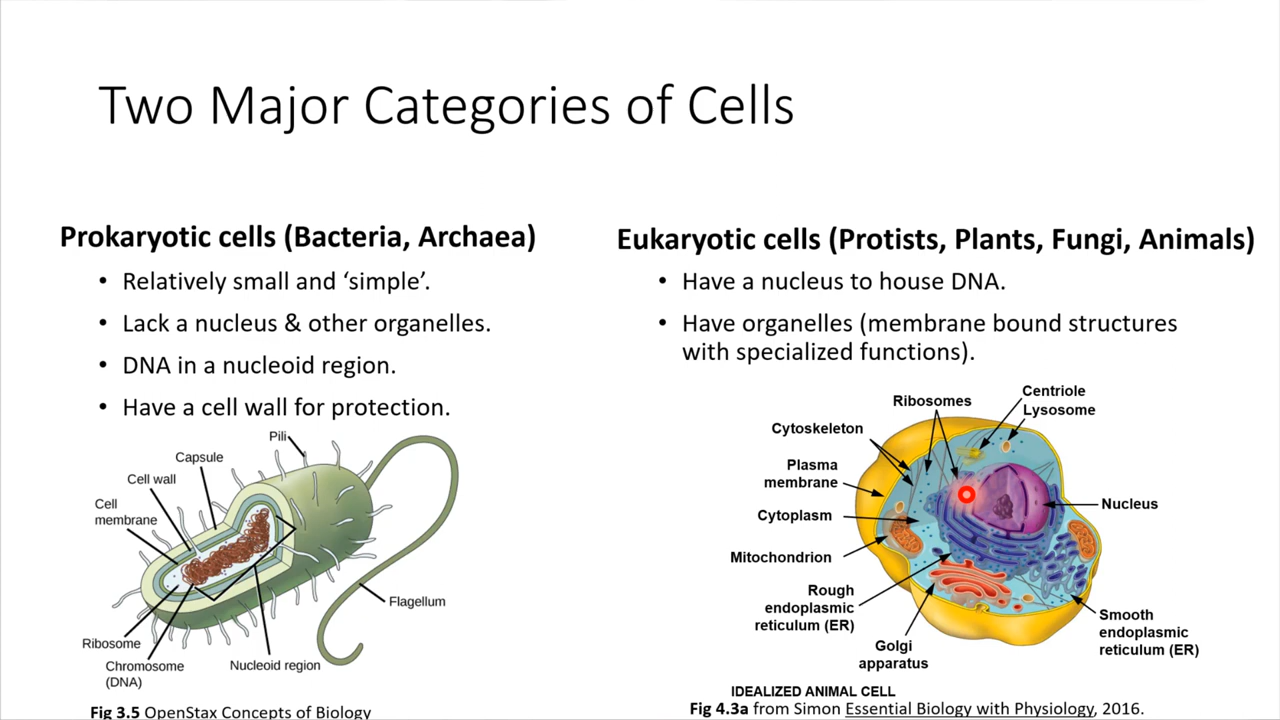 Two Major Categories of Cells
Prokaryotic cells (Bacteria, Archaea)
• Relatively small and ‘simple’.
• Lack a nucleus & other organelles.
• DNA in a nucleoid region.
• Have a cell wall for protection.
Pili
Capsule
Cell wall
Cell
membrane
Ribosome
Chromosome
(DNA)
Nucleoid region
Flagellum
Fig 3.5 OpenStax Concepts of Biology
Eukaryotic cells (Protists, Plants, Fungi, Animals)
• Have a nucleus to house DNA.
• Have organelles (membrane bound structures
with specialized functions).
Ribosomes
Centriole
Lysosome
Cytoskeleton
Plasma
membrane
Cytoplasm
Mitochondrion
Rough
endoplasmic
reticulum (ER)
Golgi
apparatus
Nucleus
Smooth
endoplasmic
reticulum (ER)
IDEALIZED ANIMAL CELL
Fig 4.3a from Simon Essential Biology with Physiology, 2016.